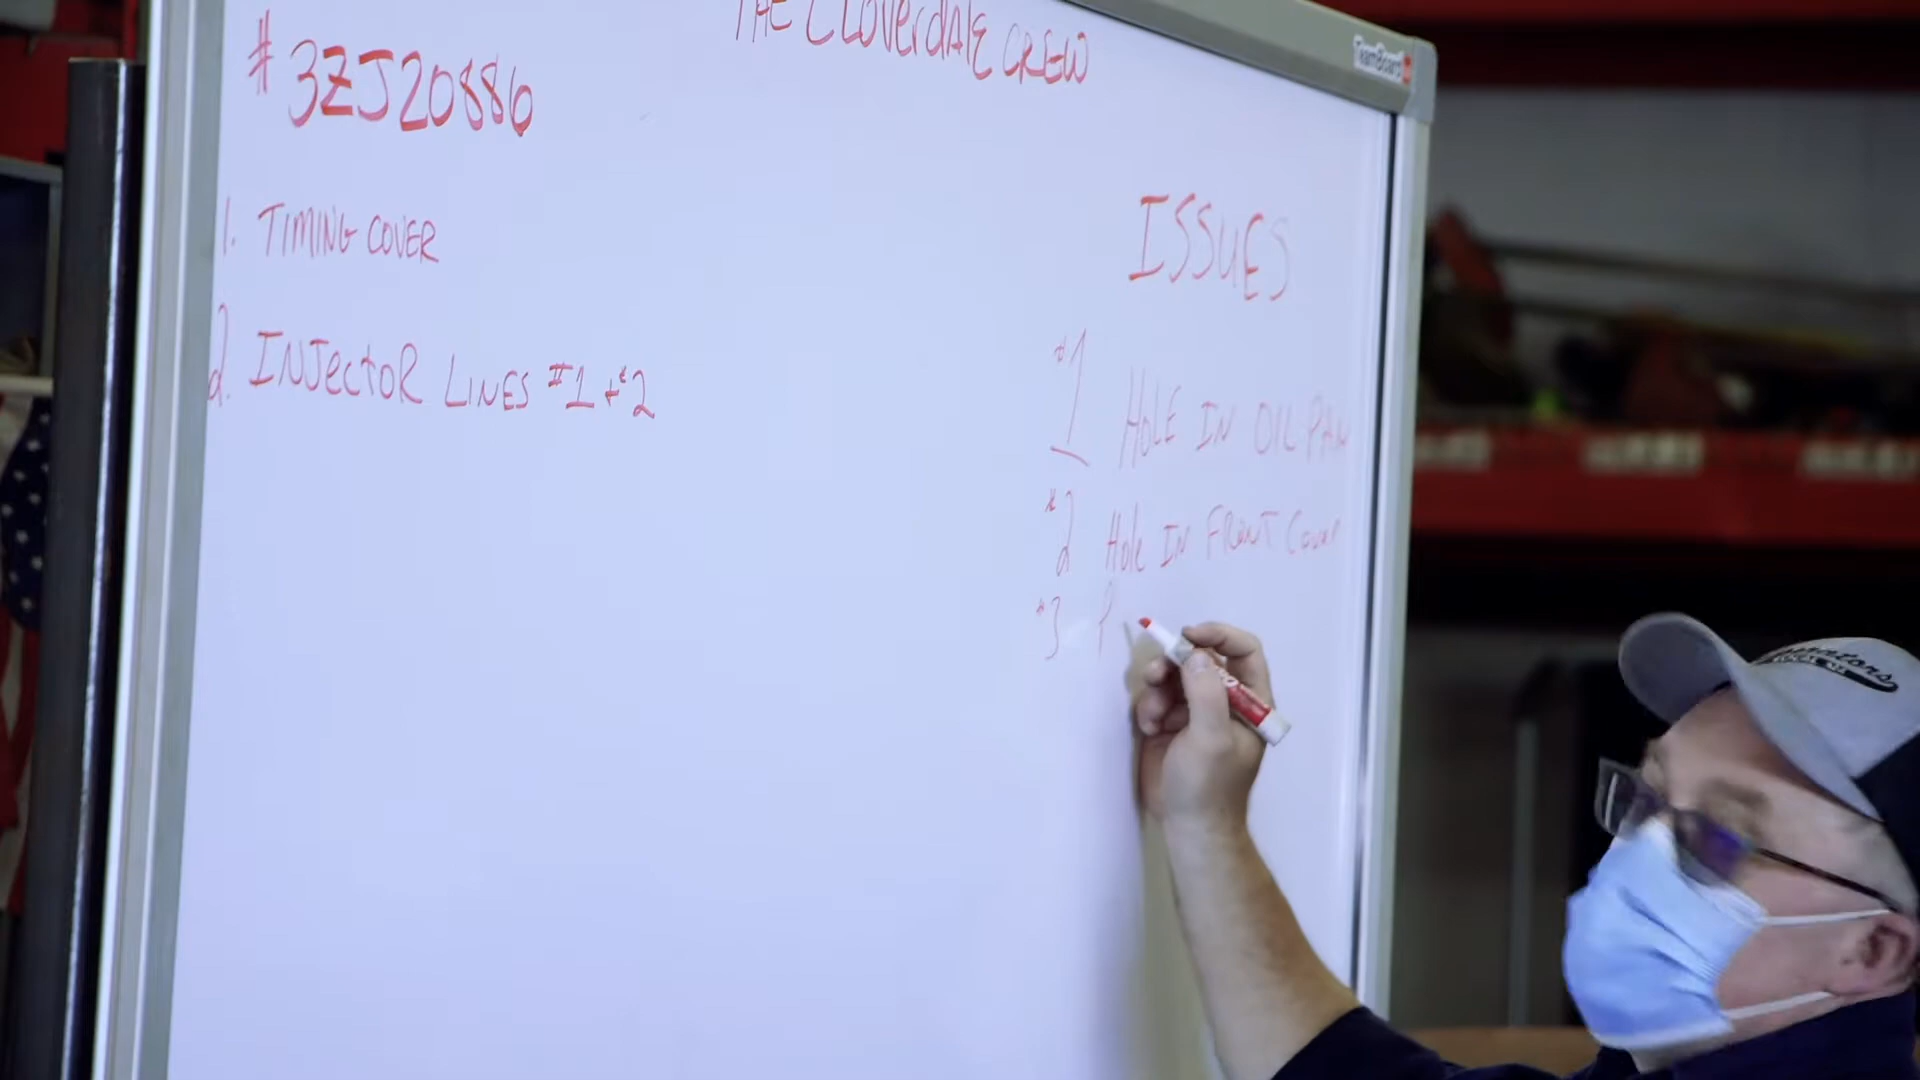 THE CLOVERDALE CREW
TeamBoard
# 3ZJ20886
1. TIMING COVER
2. INJECTOR LINES #1 + #2
ISSUES
#1 HOLE IN OIL PAN
#2 Hole IN FRONT Cover
#3